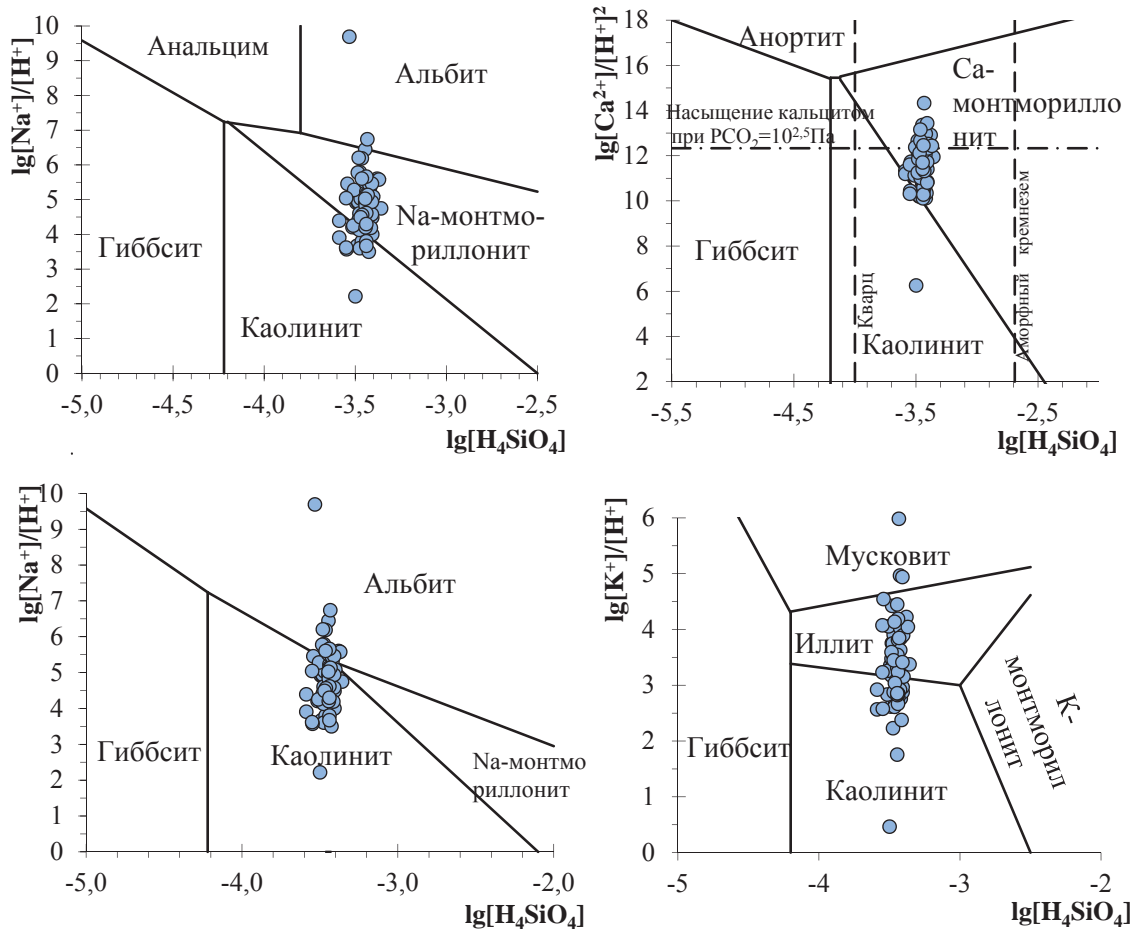 lg[Na⁺]/[H⁺]
10
9
8
7
6
5
4
3
2
1
0
Анальцим
Альбит
Na-монтмо-
риллонит
Гиббсит
Каолинит
-5,0
-4,0
-3,5
-3,0
-2,5
lg[H₄SiO₄]
lg[Ca²⁺]/[H⁺]²
18
16
14
12
10
8
6
4
2
Анортит
Ca-
монтморилло
нит
Насыщение кальцитом
при PCO₂=10²,⁵Па
Гиббсит
Кварц
Аморфный кремнезем
Каолинит
-5,5
-4,5
-3,5
-2,5
lg[H₄SiO₄]
lg[Na⁺]/[H⁺]
10
9
8
7
6
5
4
3
2
1
0
Альбит
Гиббсит
Каолинит
Na-монтмо
риллонит
-5,0
-4,0
-3,0
-2,0
lg[H₄SiO₄]
lg[K⁺]/[H⁺]
6
5
4
3
2
1
0
Мусковит
Иллит
К-
монтморил
лонит
Гиббсит
Каолинит
-5
-4
-3
-2
lg[H₄SiO₄]